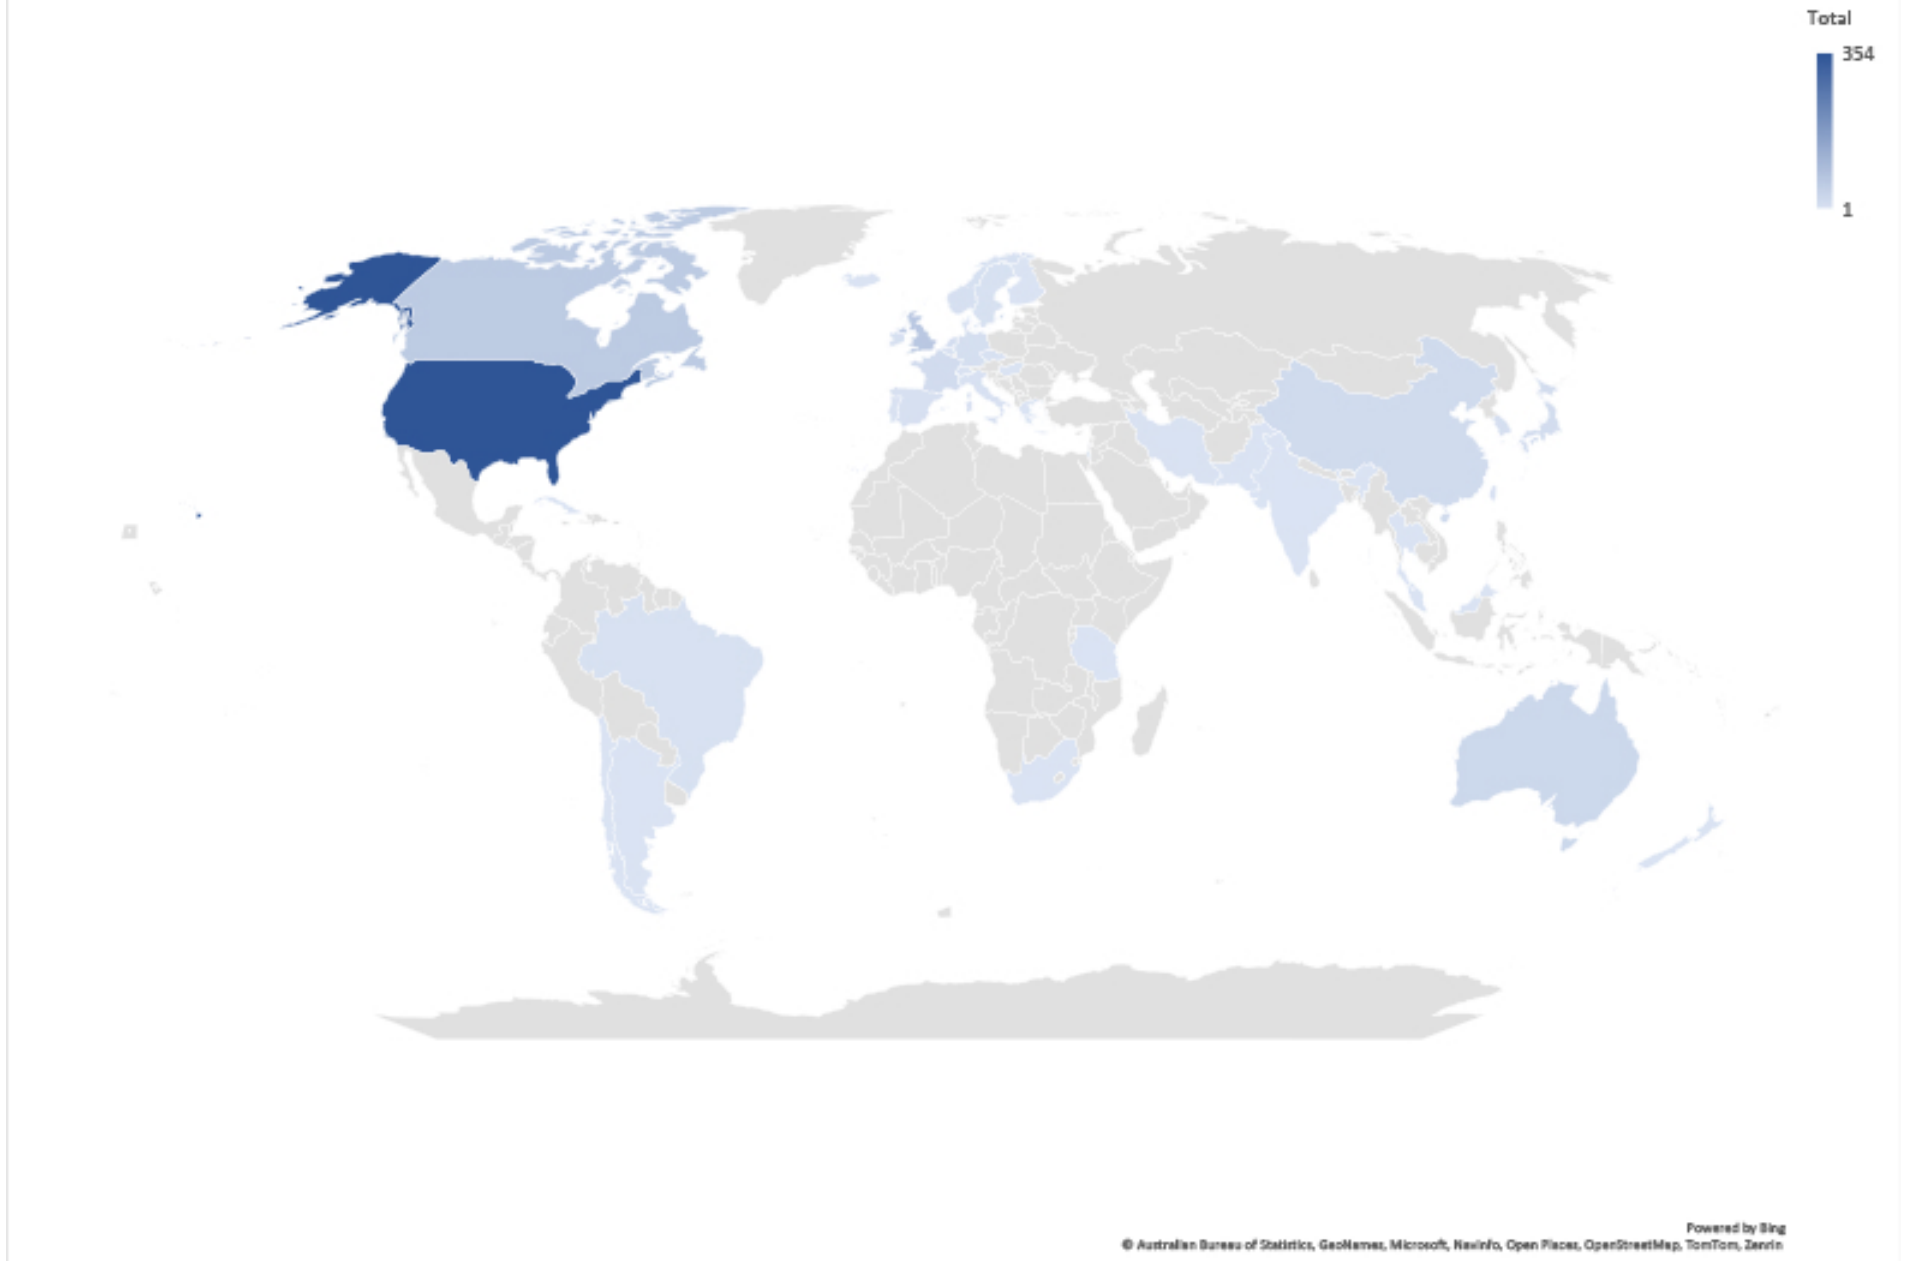 Total
354
1
Powered by Bing
© Australian Bureau of Statistics, GeoNames, Microsoft, Navinfo, Open Places, OpenStreetMap, TomTom, Zenrin